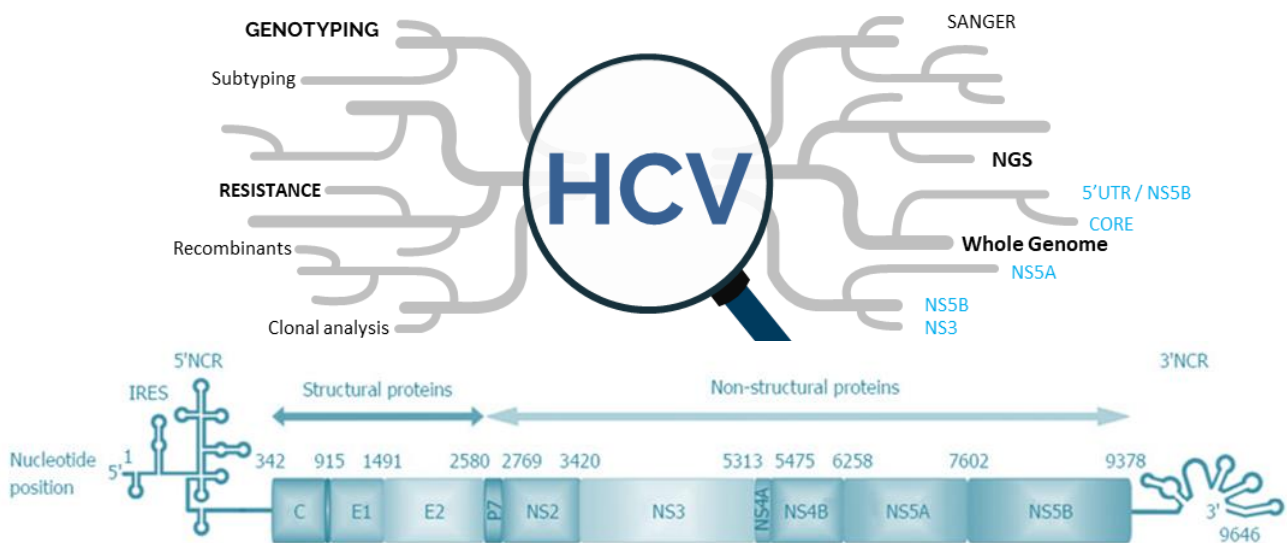 GENOTYPING
Subtyping
RESISTANCE
Recombinants
Clonal analysis
HCV
SANGER
NGS
5'UTR / NS5B
CORE
Whole Genome
NS5A
NS5B
NS3
5'NCR
IRES
Structural proteins
Non-structural proteins
3'NCR
Nucleotide position
5' 1
342 915 1491 2580 2769 3420 5313 5475 6258 7602 9378
C E1 E2 P7 NS2 NS3 NS4A NS4B NS5A NS5B
3'
9646